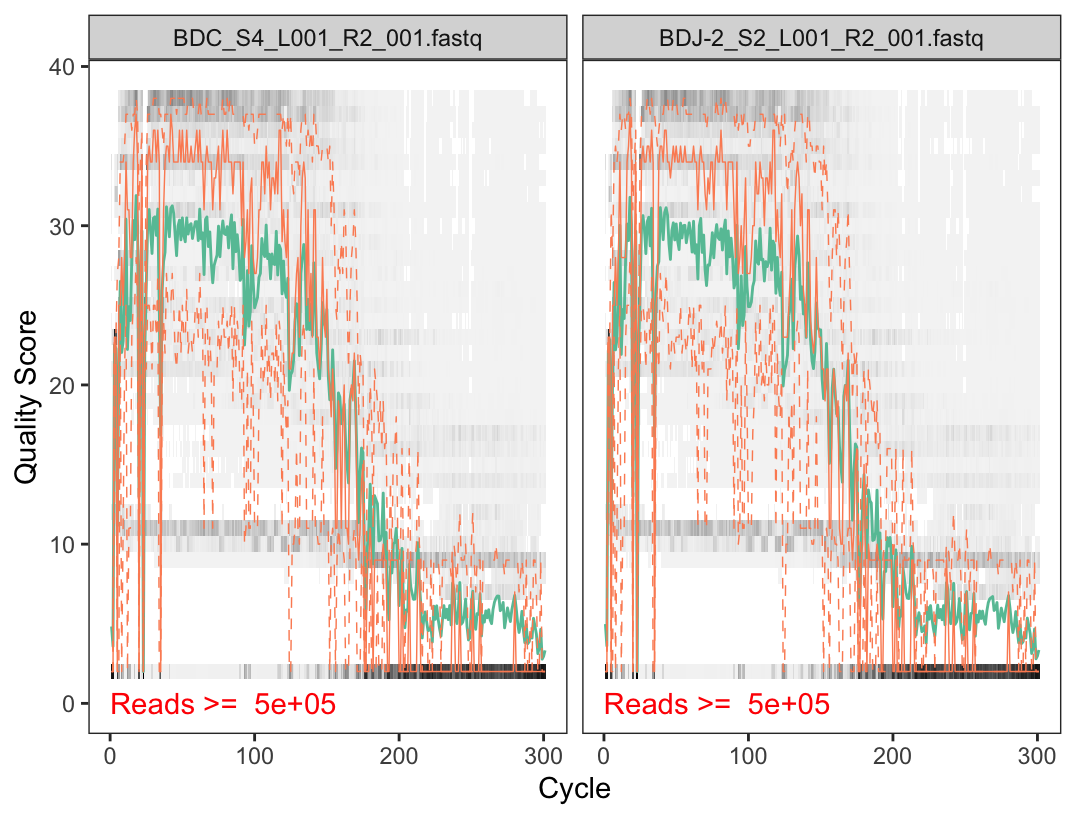 BDC_S4_L001_R2_001.fastq
BDJ-2_S2_L001_R2_001.fastq
40
30
20
10
0
Quality Score
Reads >=  5e+05
Reads >=  5e+05
0 100 200 300
0 100 200 300
Cycle